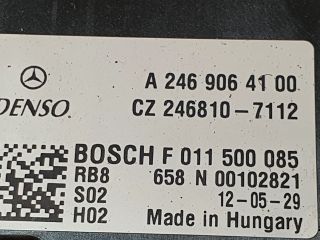 A 246 906 41 00
DENSO. CZ 246810-7112
BOSCH F 011 500 085
RB8 658 N 00102821
S02 12-05-29
H02 Made in Hungary